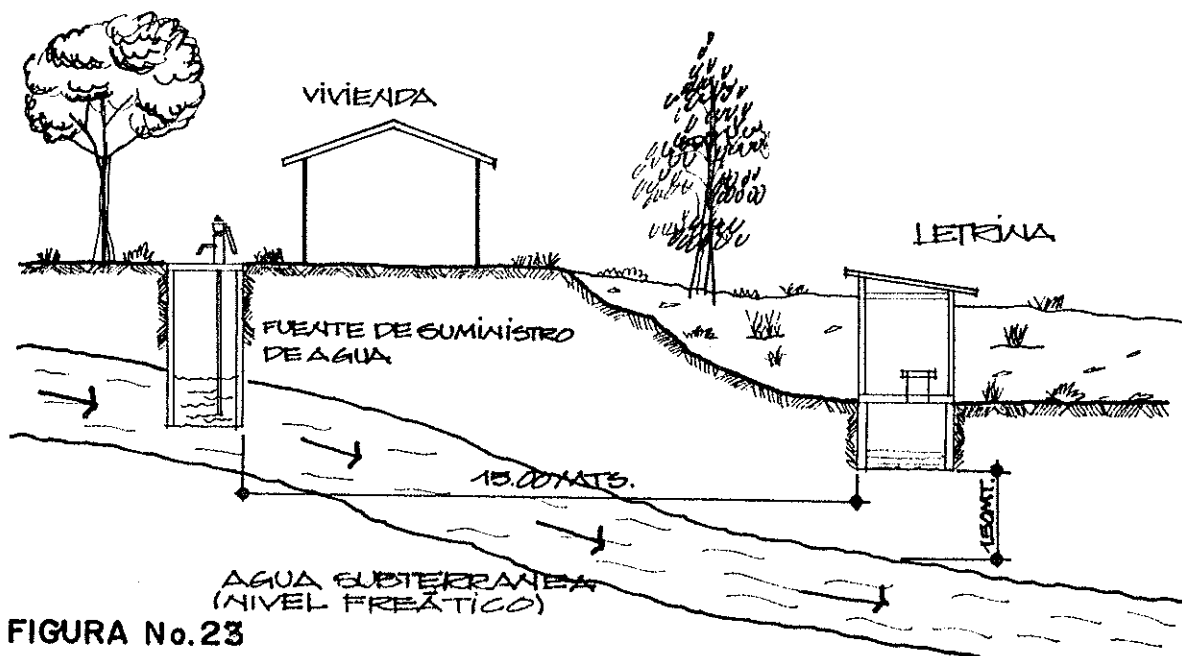 VIVIENDA
LETRINA
FUENTE DE SUMINISTRO
DE AGUA
15.00 MTS.
1.50 MT.
AGUA SUBTERRANEA
(NIVEL FREÁTICO)
FIGURA No.23